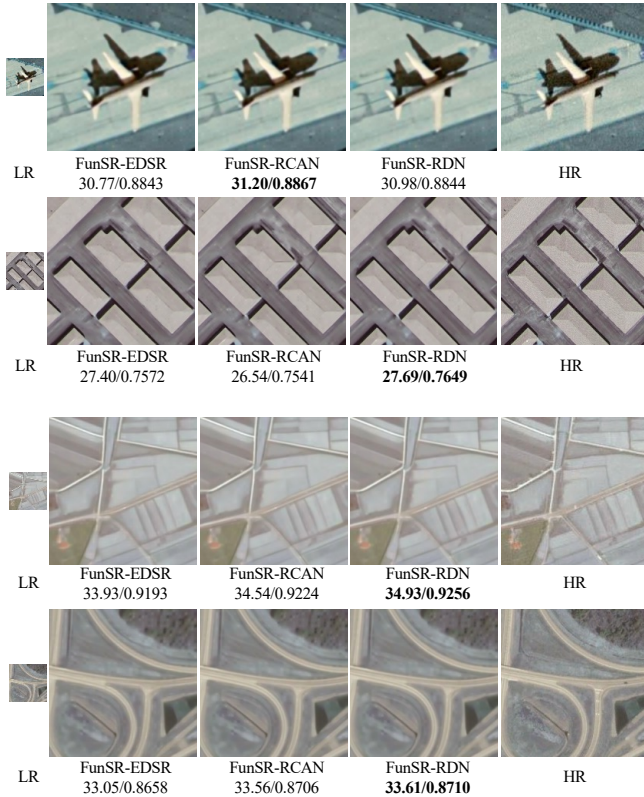 LR FunSR-EDSR FunSR-RCAN FunSR-RDN HR
30.77/0.8843 31.20/0.8867 30.98/0.8844
LR FunSR-EDSR FunSR-RCAN FunSR-RDN HR
27.40/0.7572 26.54/0.7541 27.69/0.7649
LR FunSR-EDSR FunSR-RCAN FunSR-RDN HR
33.93/0.9193 34.54/0.9224 34.93/0.9256
LR FunSR-EDSR FunSR-RCAN FunSR-RDN HR
33.05/0.8658 33.56/0.8706 33.61/0.8710